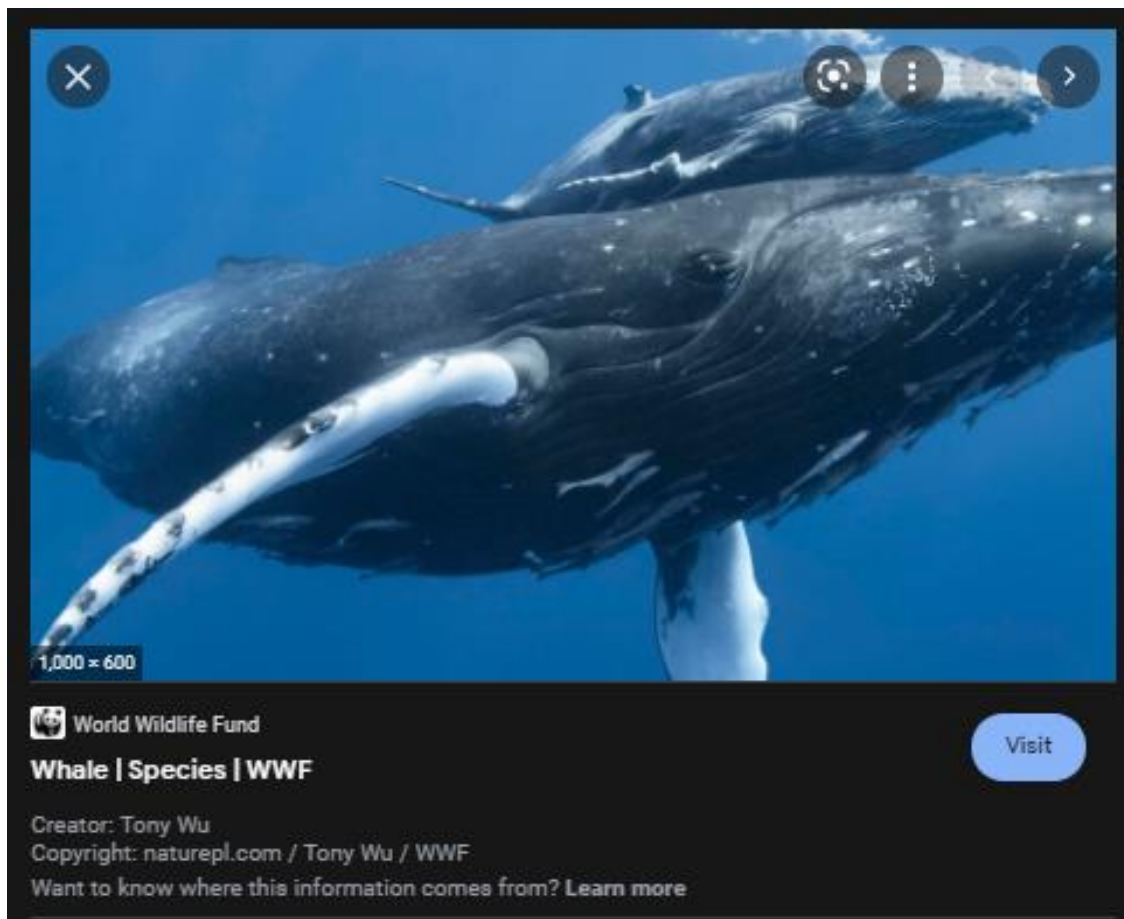 1,000 × 600
World Wildlife Fund
Whale | Species | WWF
Visit
Creator: Tony Wu
Copyright: naturepl.com / Tony Wu / WWF
Want to know where this information comes from? Learn more